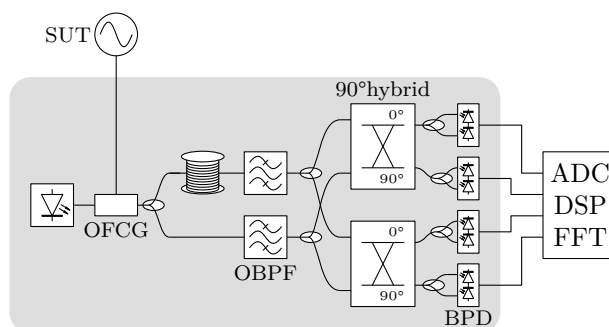 SUT
90°hybrid
0°
90°
ADC
DSP
FFT
OFCG
0°
90°
OBPF
BPD